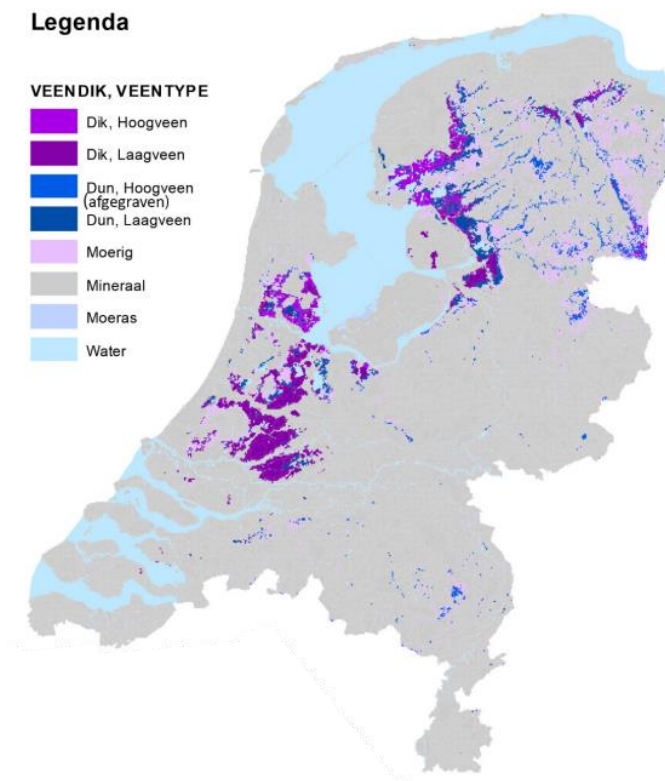 Legenda
VEENDIK, VEENTYPE
Dik, Hoogveen
Dik, Laagveen
Dun, Hoogveen
(afgegraven)
Dun, Laagveen
Moerig
Mineraal
Moeras
Water